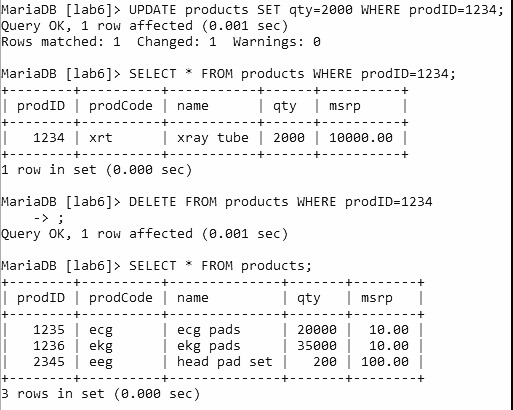 MariaDB [lab6]> UPDATE products SET qty=2000 WHERE prodID=1234;
Query OK, 1 row affected (0.001 sec)
Rows matched: 1  Changed: 1  Warnings: 0

MariaDB [lab6]> SELECT * FROM products WHERE prodID=1234;
+--------+----------+-----------+------+----------+
| prodID | prodCode | name      | qty  | msrp     |
+--------+----------+-----------+------+----------+
|   1234 | xrt      | xray tube | 2000 | 10000.00 |
+--------+----------+-----------+------+----------+
1 row in set (0.000 sec)

MariaDB [lab6]> DELETE FROM products WHERE prodID=1234
    -> ;
Query OK, 1 row affected (0.001 sec)

MariaDB [lab6]> SELECT * FROM products;
+--------+----------+--------------+-------+--------+
| prodID | prodCode | name         | qty   | msrp   |
+--------+----------+--------------+-------+--------+
|   1235 | ecg      | ecg pads     | 20000 |  10.00 |
|   1236 | ekg      | ekg pads     | 35000 |  10.00 |
|   2345 | eeg      | head pad set |   200 | 100.00 |
+--------+----------+--------------+-------+--------+
3 rows in set (0.000 sec)